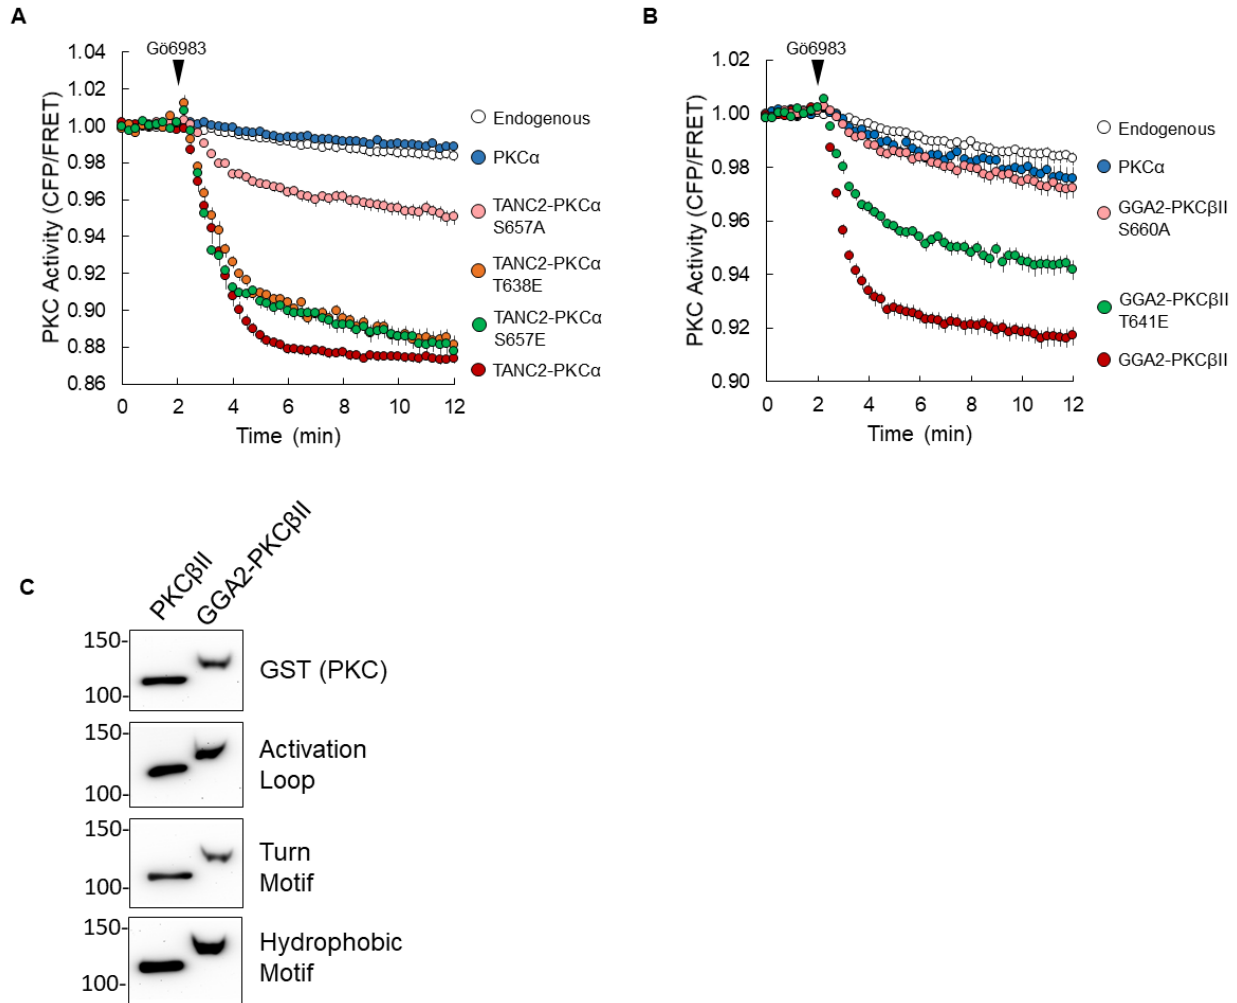 A
Gö6983
PKC Activity (CFP/FRET)
1.04
1.02
1.00
0.98
0.96
0.94
0.92
0.90
0.88
0.86
0 2 4 6 8 10 12
Time (min)
Endogenous
PKCα
TANC2-PKCα
S657A
TANC2-PKCα
T638E
TANC2-PKCα
S657E
TANC2-PKCα
B
Gö6983
PKC Activity (CFP/FRET)
1.02
1.00
0.98
0.96
0.94
0.92
0.90
0 2 4 6 8 10 12
Time (min)
Endogenous
PKCα
GGA2-PKCβII
S660A
GGA2-PKCβII
T641E
GGA2-PKCβII
C
PKCβII
GGA2-PKCβII
150-
100-
GST (PKC)
150-
100-
Activation
Loop
150-
100-
Turn
Motif
150-
100-
Hydrophobic
Motif